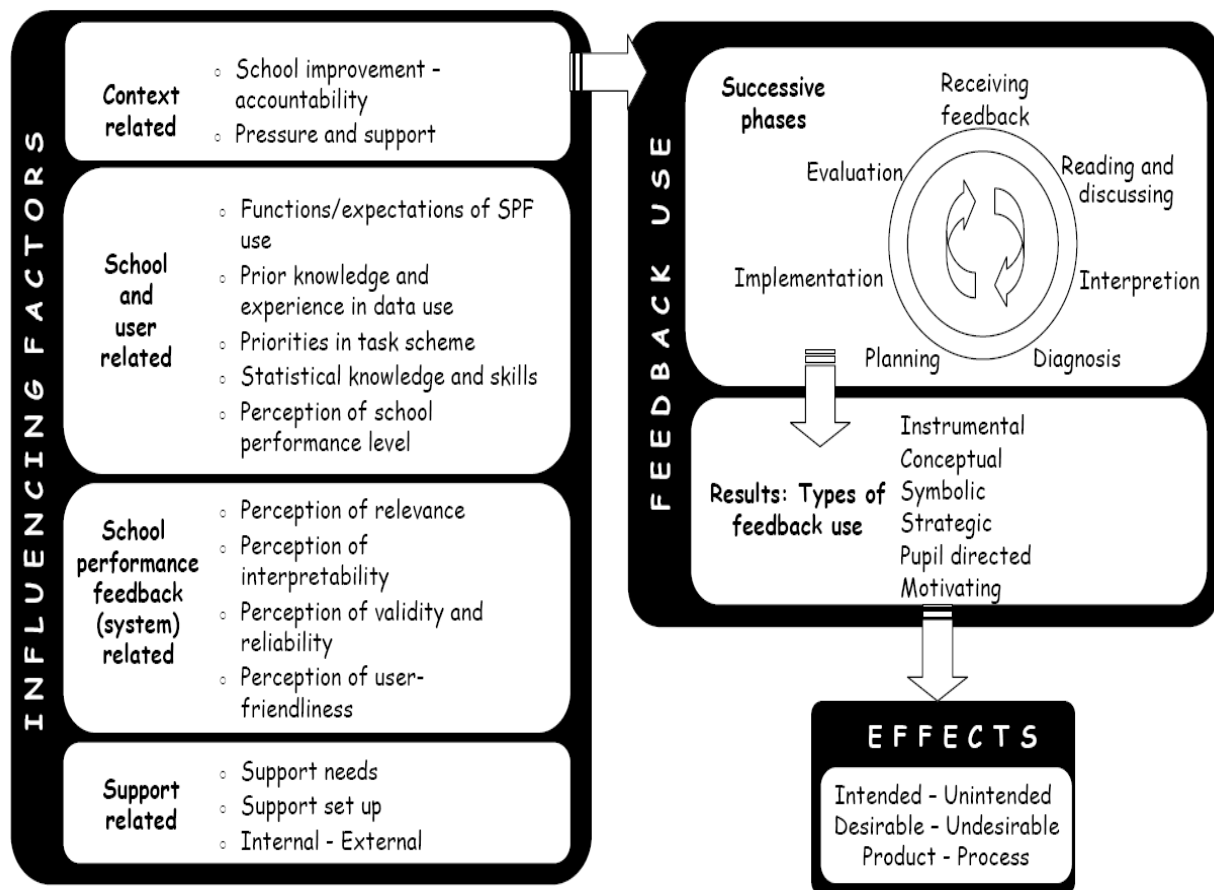 INFLUENCING FACTORS
Context
related
○ School improvement –
accountability
○ Pressure and support
School
and
user
related
○ Functions/expectations of SPF
use
○ Prior knowledge and
experience in data use
○ Priorities in task scheme
○ Statistical knowledge and skills
○ Perception of school
performance level
School
performance
feedback
(system)
related
○ Perception of relevance
○ Perception of
interpretability
○ Perception of validity and
reliability
○ Perception of user-
friendliness
Support
related
○ Support needs
○ Support set up
○ Internal - External
FEEDBACK USE
Successive
phases
Receiving
feedback
Reading and
discussing
Interpretion
Diagnosis
Planning
Implementation
Evaluation
Results: Types of
feedback use
Instrumental
Conceptual
Symbolic
Strategic
Pupil directed
Motivating
EFFECTS
Intended – Unintended
Desirable – Undesirable
Product - Process